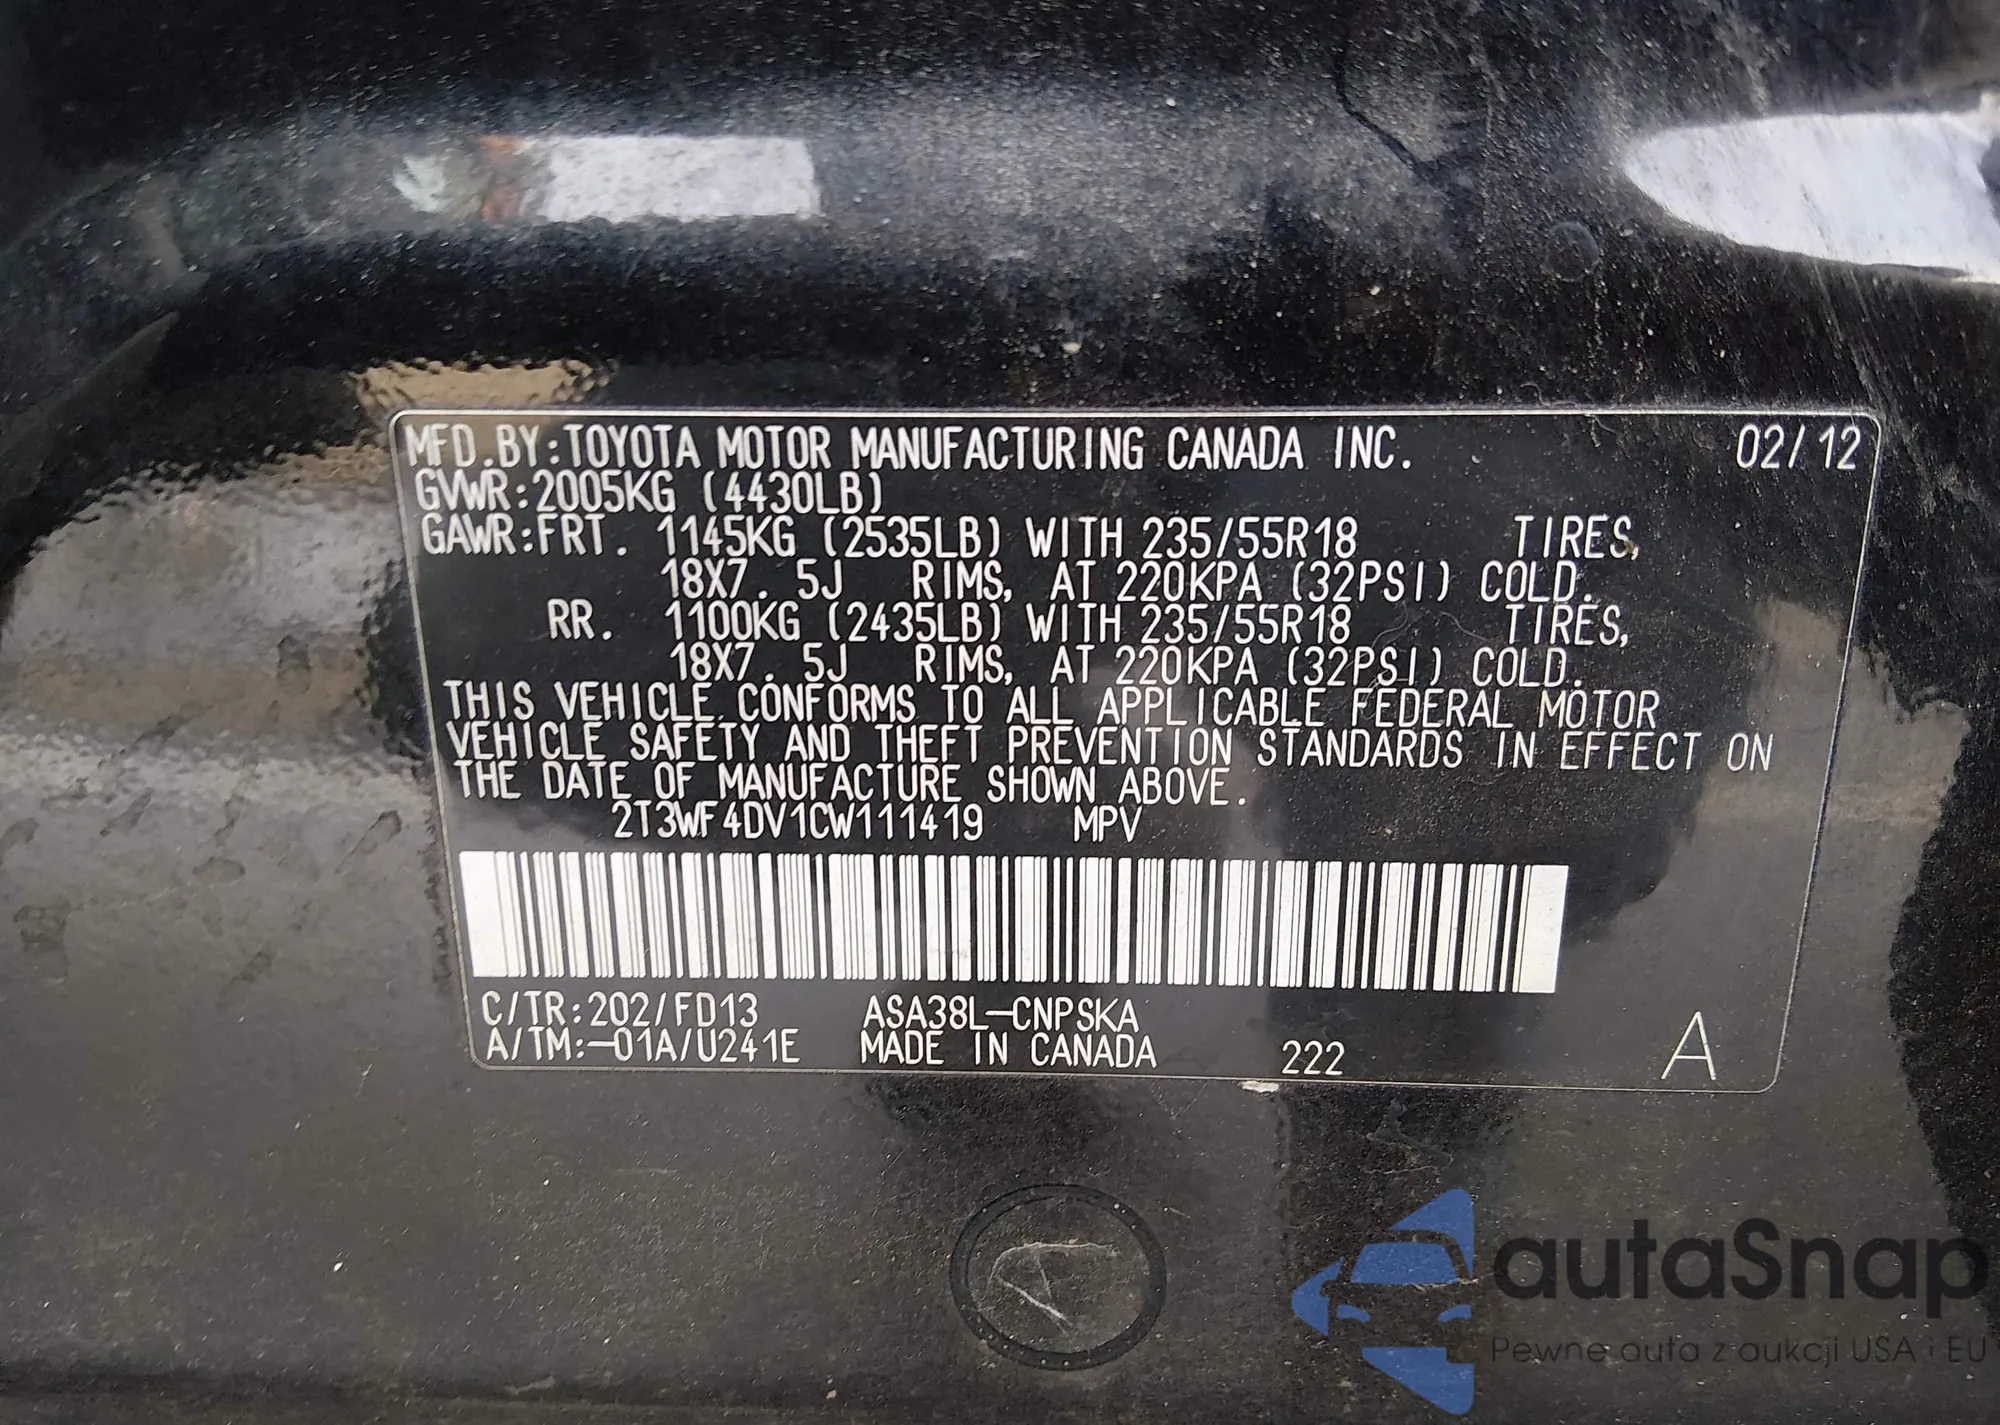 MFD.BY:TOYOTA MOTOR MANUFACTURING CANADA INC. 02/12
GVWR:2005KG (4430LB)
GAWR:FRT. 1145KG (2535LB) WITH 235/55R18 TIRES,
18X7.5J RIMS, AT 220KPA (32PSI) COLD.
RR. 1100KG (2435LB) WITH 235/55R18 TIRES,
18X7.5J RIMS, AT 220KPA (32PSI) COLD.
THIS VEHICLE CONFORMS TO ALL APPLICABLE FEDERAL MOTOR
VEHICLE SAFETY AND THEFT PREVENTION STANDARDS IN EFFECT ON
THE DATE OF MANUFACTURE SHOWN ABOVE.
2T3WF4DV1CW111419 MPV
C/TR:202/FD13 ASA38L-CNPSKA
A/TM:-01A/U241E MADE IN CANADA 222 A
autaSnap
Pewne auta z aukcji USA i EU